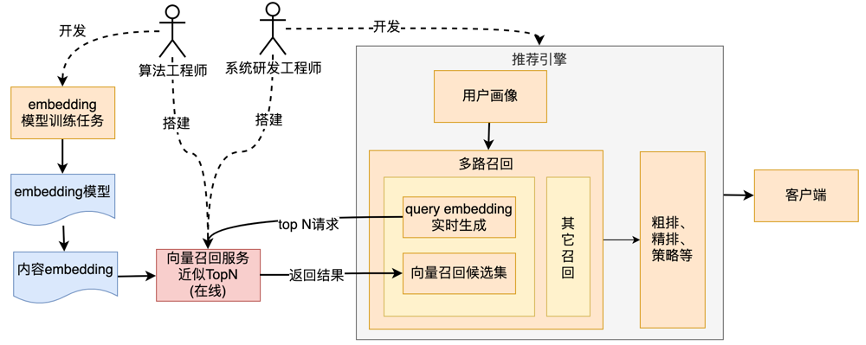 开发
算法工程师
系统研发工程师
开发
搭建
搭建
embedding
模型训练任务
embedding模型
内容embedding
向量召回服务
近似TopN
(在线)
top N请求
返回结果
推荐引擎
用户画像
多路召回
query embedding
实时生成
向量召回候选集
其
它
召
回
粗排、
精排、
策略等
客户端